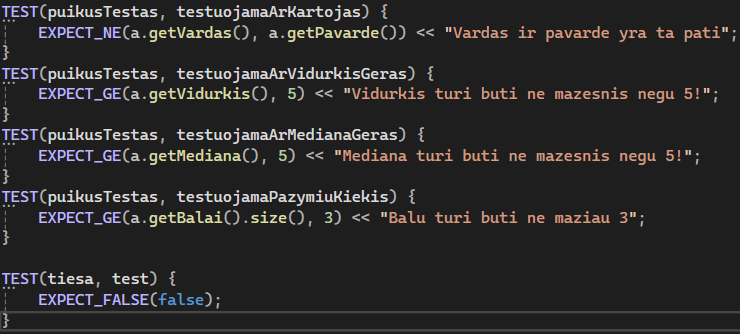 TEST(puikusTestas, testuojamaArKartojas) {
    EXPECT_NE(a.getVardas(), a.getPavarde()) << "Vardas ir pavarde yra ta pati";
}
TEST(puikusTestas, testuojamaArVidurkisGeras) {
    EXPECT_GE(a.getVidurkis(), 5) << "Vidurkis turi buti ne mazesnis negu 5!";
}
TEST(puikusTestas, testuojamaArMedianaGeras) {
    EXPECT_GE(a.getMediana(), 5) << "Mediana turi buti ne mazesnis negu 5!";
}
TEST(puikusTestas, testuojamaPazymiuKiekis) {
    EXPECT_GE(a.getBalai().size(), 3) << "Balu turi buti ne maziau 3";
}
TEST(tiesa, test) {
    EXPECT_FALSE(false);
}